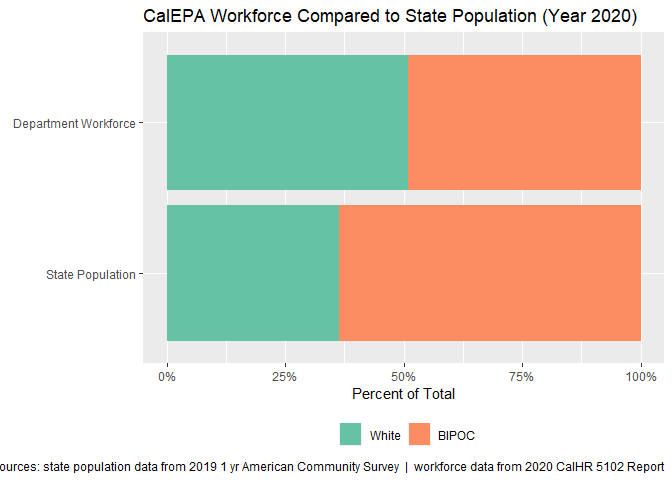 CalEPA Workforce Compared to State Population (Year 2020)
Department Workforce
State Population
0% 25% 50% 75% 100%
Percent of Total
White BIPOC
ources: state population data from 2019 1 yr American Community Survey | workforce data from 2020 CalHR 5102 Report